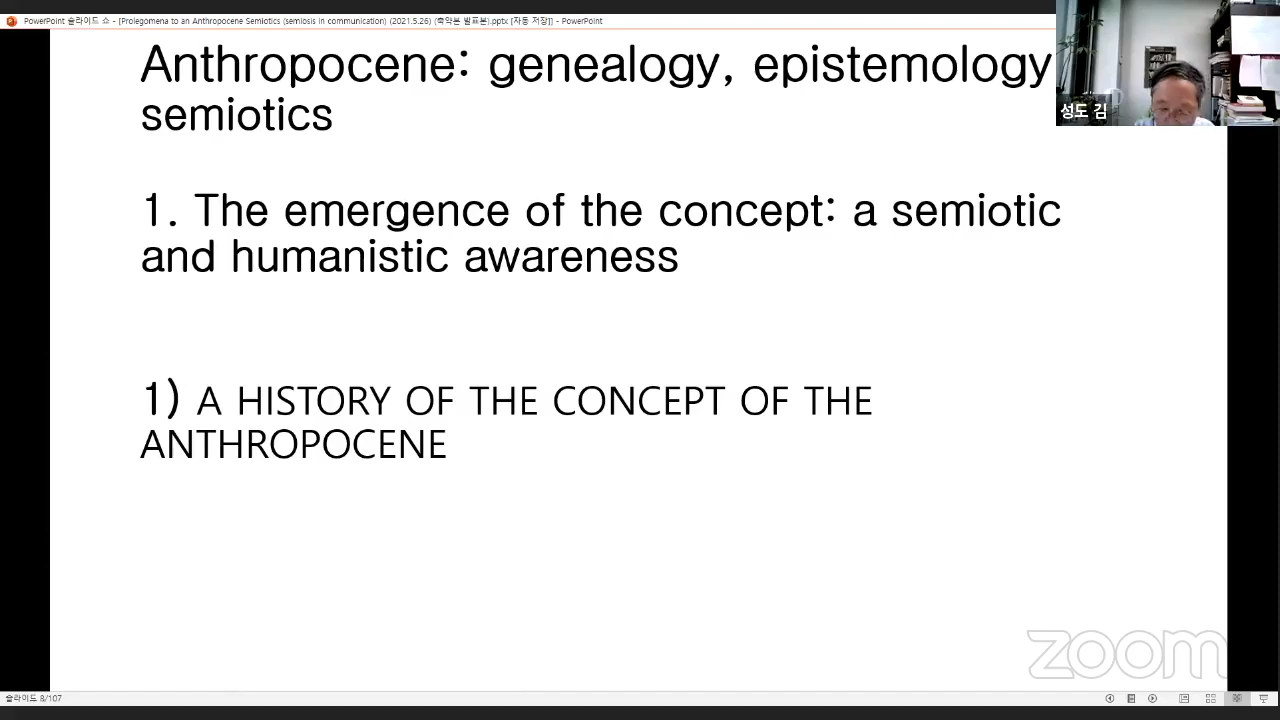 PowerPoint 슬라이드 쇼 - [Prolegomena to an Anthropocene Semiotics (semiosis in communication) (2021.5.26) (축약본 발표본).pptx [자동 저장]] - PowerPoint
Anthropocene: genealogy, epistemology
semiotics
성도 김
1. The emergence of the concept: a semiotic
and humanistic awareness
1) A HISTORY OF THE CONCEPT OF THE
ANTHROPOCENE
zoom
슬라이드 8/107